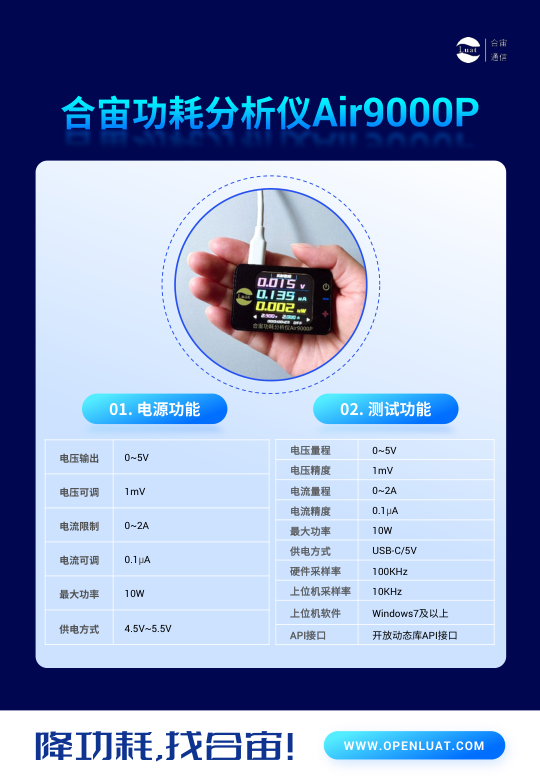 Luat
合宙
通信
合宙功耗分析仪Air9000P
0.015 V
0.139 mA
0.002 mW
Luat
合宙功耗分析仪Air9000P
01. 电源功能
电压输出 0~5V
电压可调 1mV
电流限制 0~2A
电流可调 0.1μA
最大功率 10W
供电方式 4.5V~5.5V
02. 测试功能
电压量程 0~5V
电压精度 1mV
电流量程 0~2A
电流精度 0.1μA
最大功率 10W
供电方式 USB-C/5V
硬件采样率 100KHz
上位机采样率 10KHz
上位机软件 Windows7及以上
API接口 开放动态库API接口
降功耗,找合宙!
WWW.OPENLUAT.COM